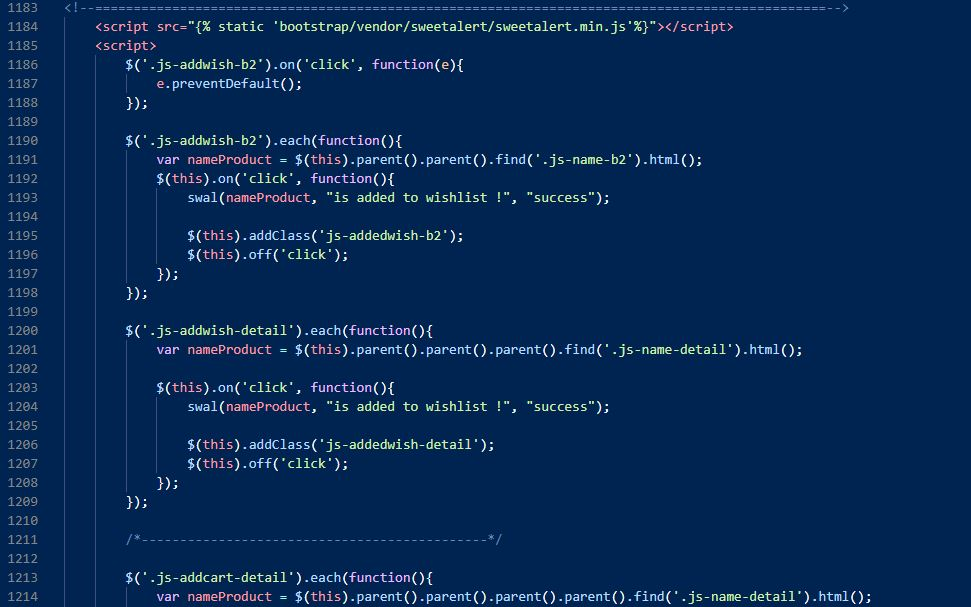 1183 <!--===============================================================================================-->
1184 <script src="{% static 'bootstrap/vendor/sweetalert/sweetalert.min.js'%}"></script>
1185 <script>
1186 $('.js-addwish-b2').on('click', function(e){
1187 e.preventDefault();
1188 });
1189
1190 $('.js-addwish-b2').each(function(){
1191 var nameProduct = $(this).parent().parent().find('.js-name-b2').html();
1192 $(this).on('click', function(){
1193 swal(nameProduct, "is added to wishlist !", "success");
1194
1195 $(this).addClass('js-addedwish-b2');
1196 $(this).off('click');
1197 });
1198 });
1199
1200 $('.js-addwish-detail').each(function(){
1201 var nameProduct = $(this).parent().parent().parent().find('.js-name-detail').html();
1202
1203 $(this).on('click', function(){
1204 swal(nameProduct, "is added to wishlist !", "success");
1205
1206 $(this).addClass('js-addedwish-detail');
1207 $(this).off('click');
1208 });
1209 });
1210
1211 /*---------------------------------------------*/
1212
1213 $('.js-addcart-detail').each(function(){
1214 var nameProduct = $(this).parent().parent().parent().parent().find('.js-name-detail').html();